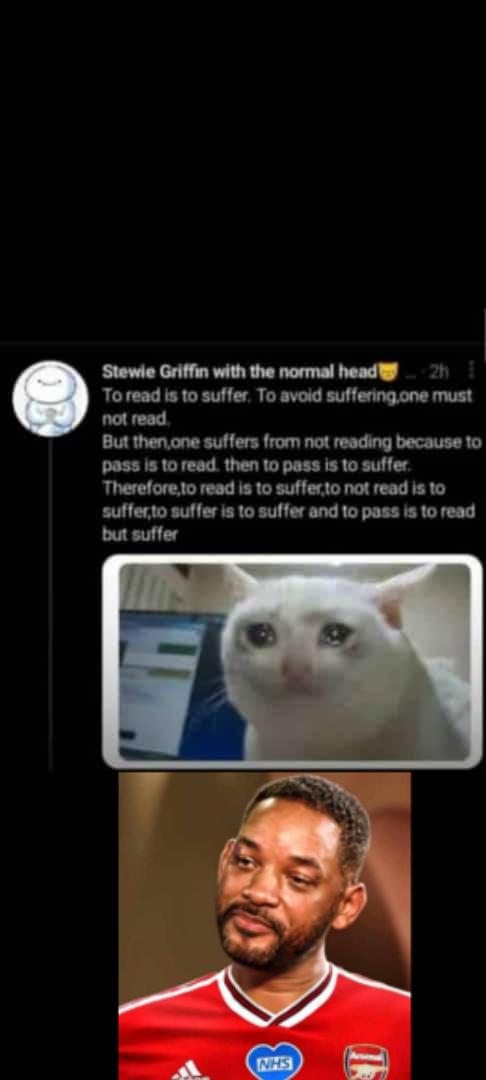 Stewie Griffin with the normal head😼 ... · 2h
To read is to suffer. To avoid suffering,one must
not read.
But then,one suffers from not reading because to
pass is to read. then to pass is to suffer.
Therefore,to read is to suffer,to not read is to
suffer,to suffer is to suffer and to pass is to read
but suffer
adidas
NHS
Arsenal